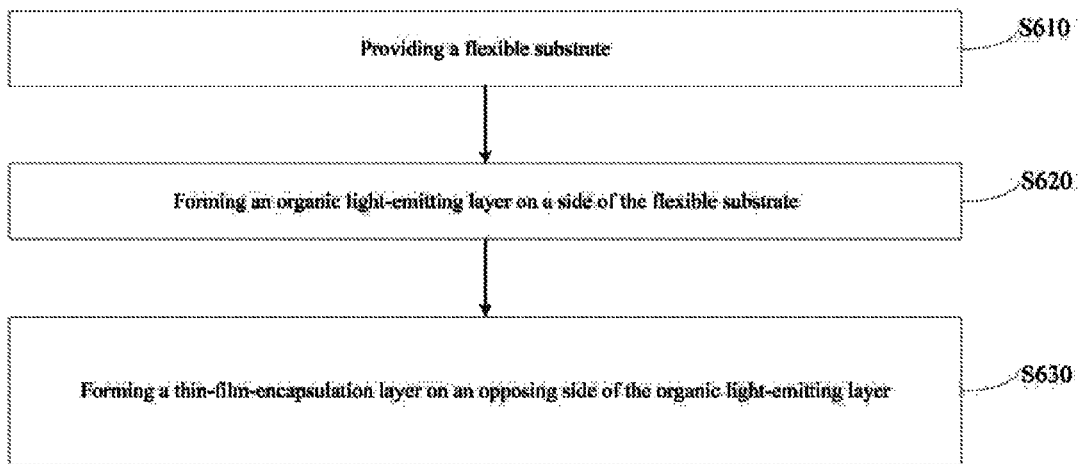 Providing a flexible substrate
S610
Forming an organic light-emitting layer on a side of the flexible substrate
S620
Forming a thin-film-encapsulation layer on an opposing side of the organic light-emitting layer
S630